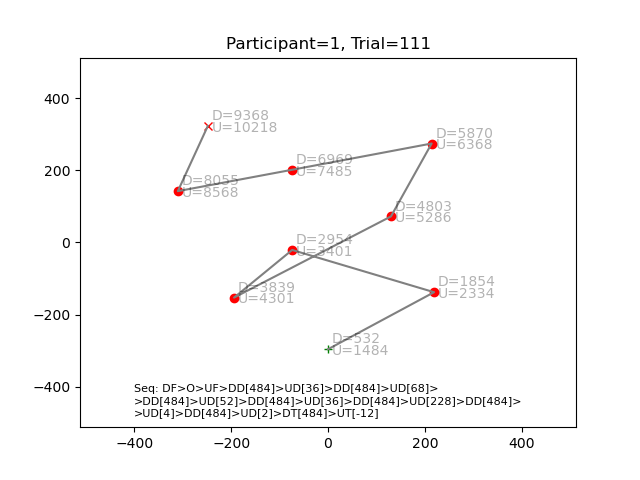 Participant=1, Trial=111
D=9368
U=10218
D=5870
U=6368
D=6969
U=7485
D=8055
U=8568
D=4803
U=5286
D=2954
U=3401
D=1854
U=2334
D=3839
U=4301
D=532
U=1484
Seq: DF>O>UF>DD[484]>UD[36]>DD[484]>UD[68]>
>DD[484]>UD[52]>DD[484]>UD[36]>DD[484]>UD[228]>DD[484]>
>UD[4]>DD[484]>UD[2]>DT[484]>UT[-12]
400
200
0
−200
−400
−400
−200
0
200
400